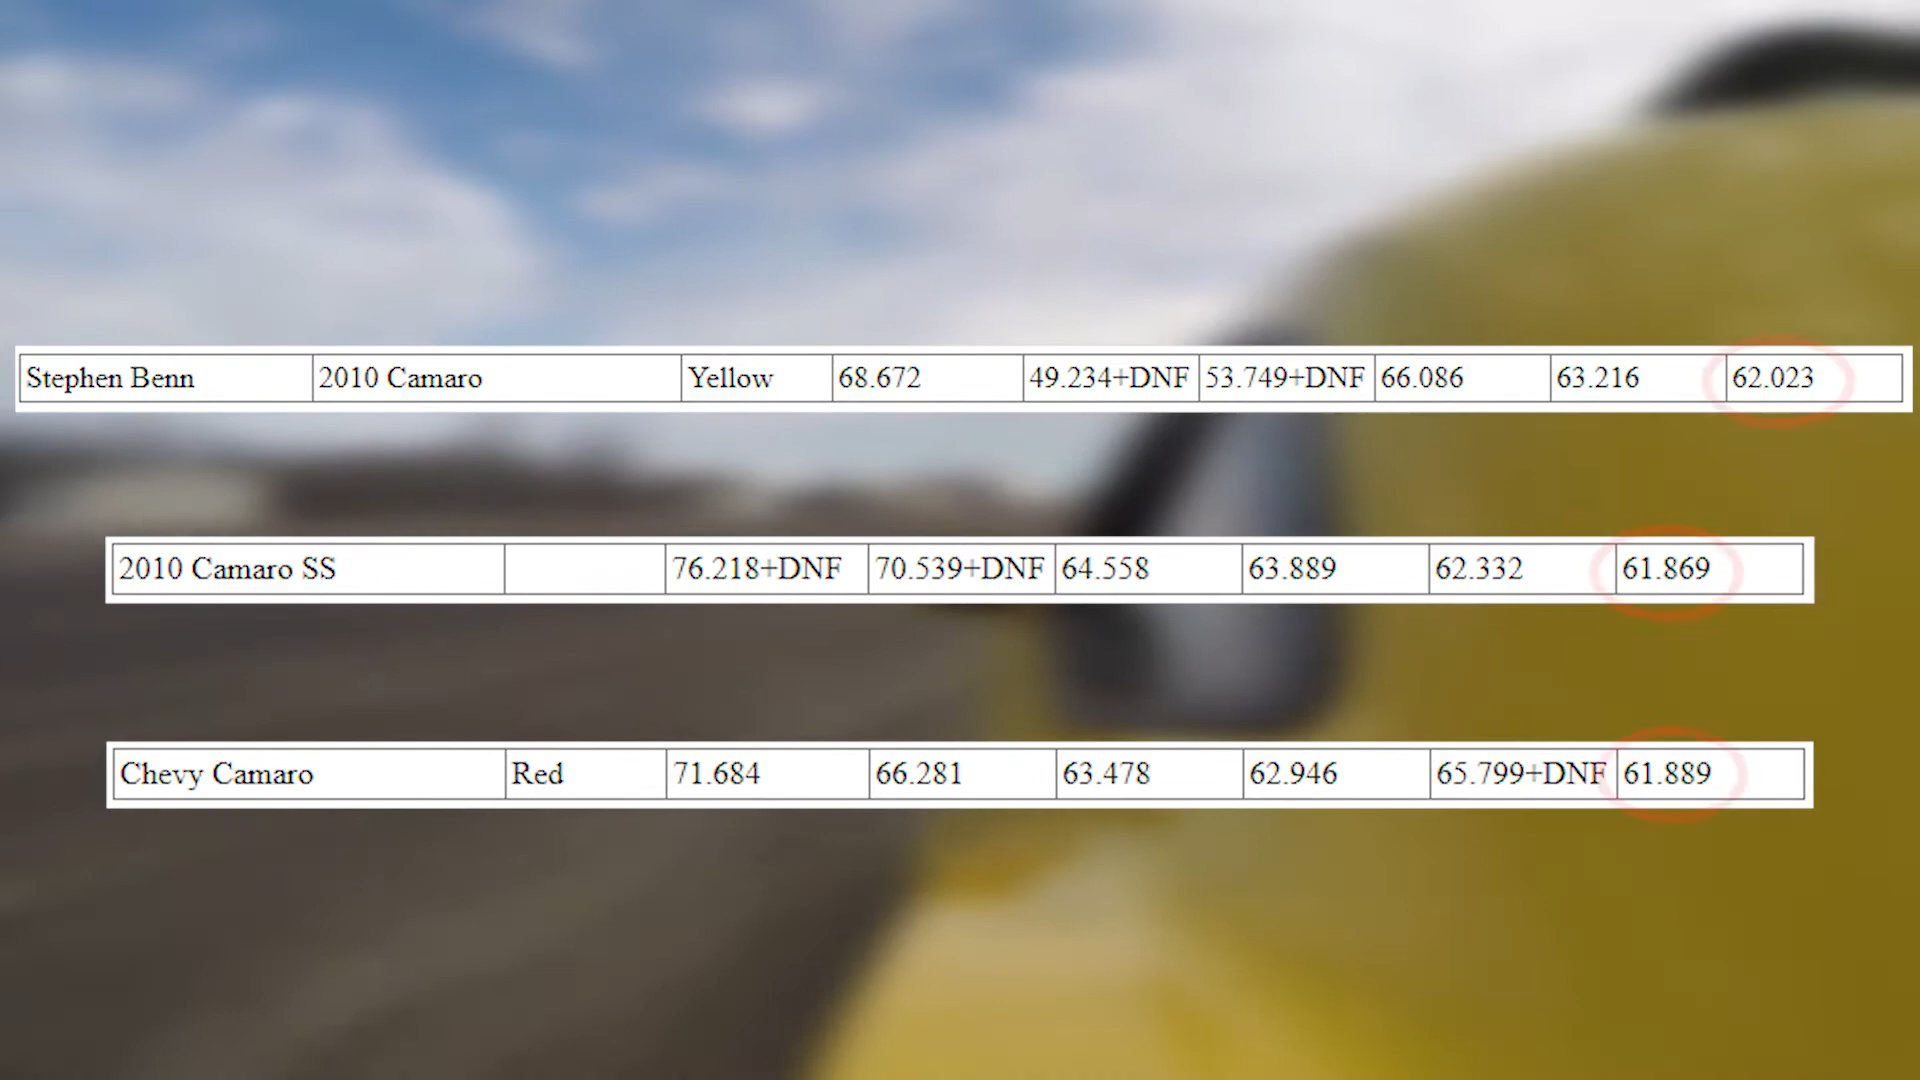 Stephen Benn 2010 Camaro Yellow 68.672 49.234+DNF 53.749+DNF 66.086 63.216 62.023
2010 Camaro SS 76.218+DNF 70.539+DNF 64.558 63.889 62.332 61.869
Chevy Camaro Red 71.684 66.281 63.478 62.946 65.799+DNF 61.889